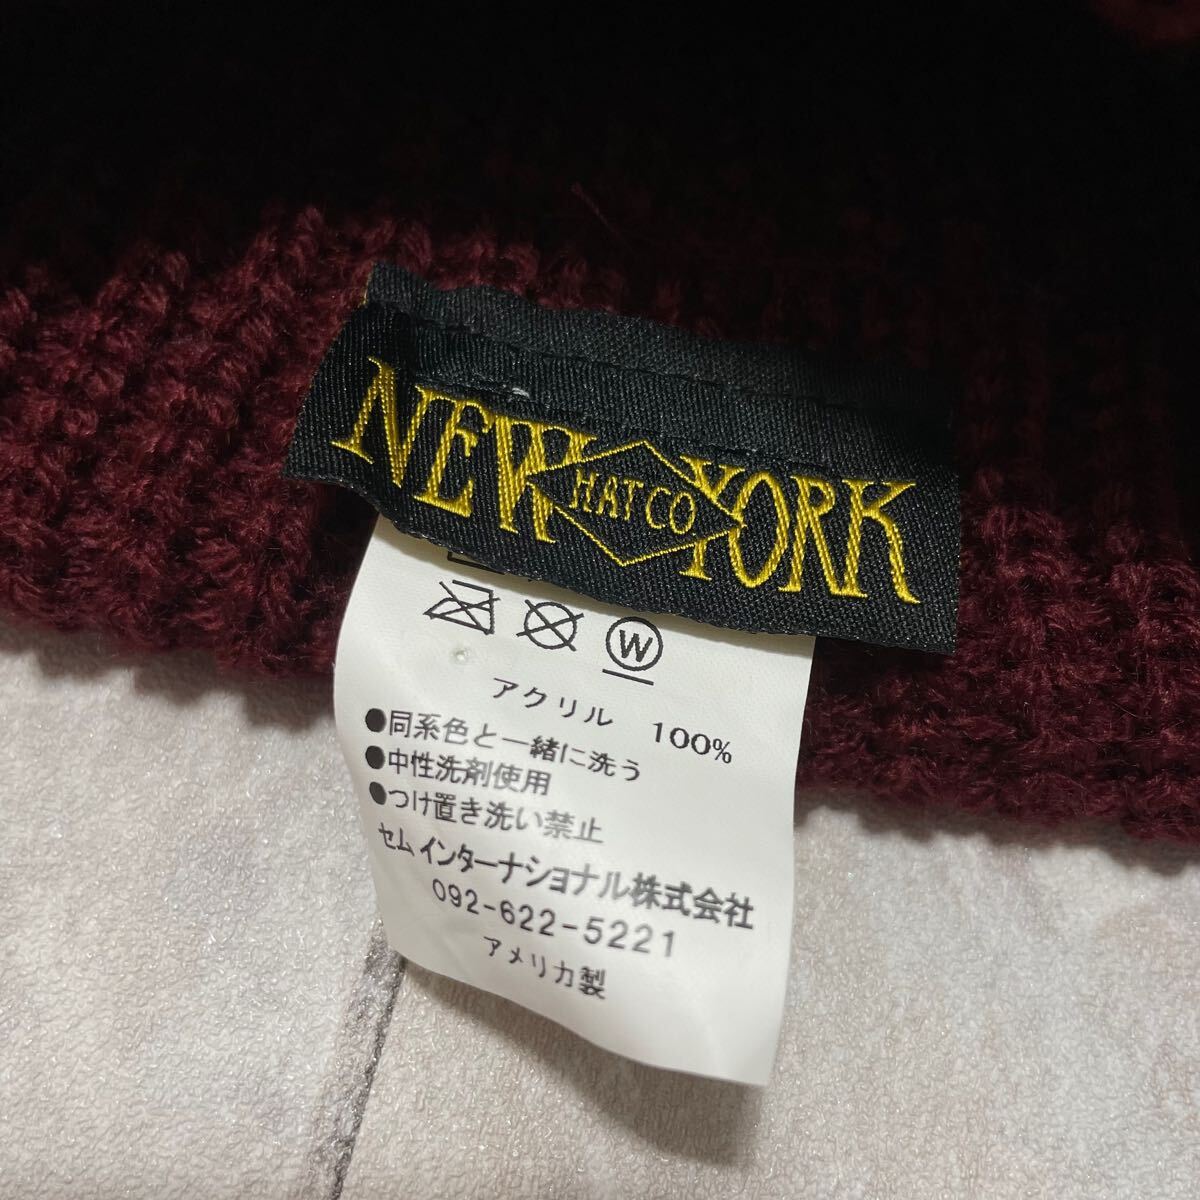 NEW YORK
HAT CO
W
アクリル 100%
●同系色と一緒に洗う
●中性洗剤使用
●つけ置き洗い禁止
セムインターナショナル株式会社
092-622-5221
アメリカ製